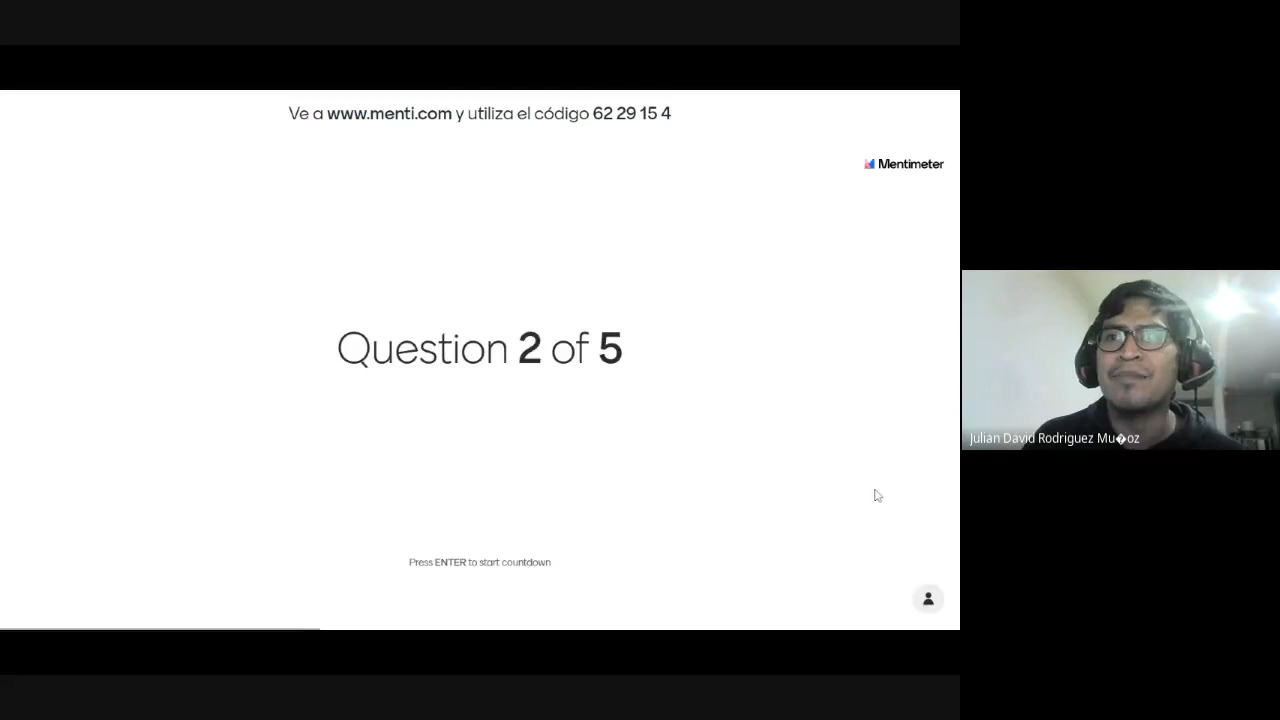 Ve a www.menti.com y utiliza el código 62 29 15 4
Mentimeter
Question 2 of 5
Julian David Rodriguez Mu�oz
Press ENTER to start countdown